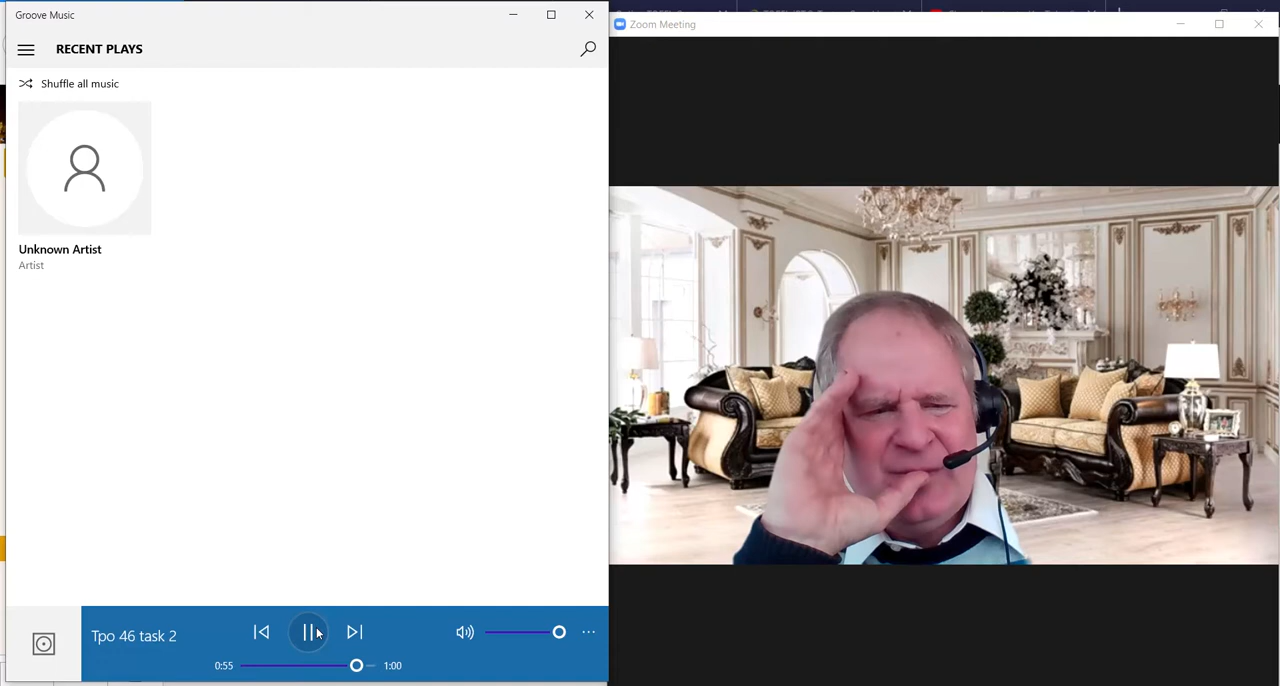 Groove Music
RECENT PLAYS
Shuffle all music
Unknown Artist
Artist
Tpo 46 task 2
0:55
1:00
Zoom Meeting